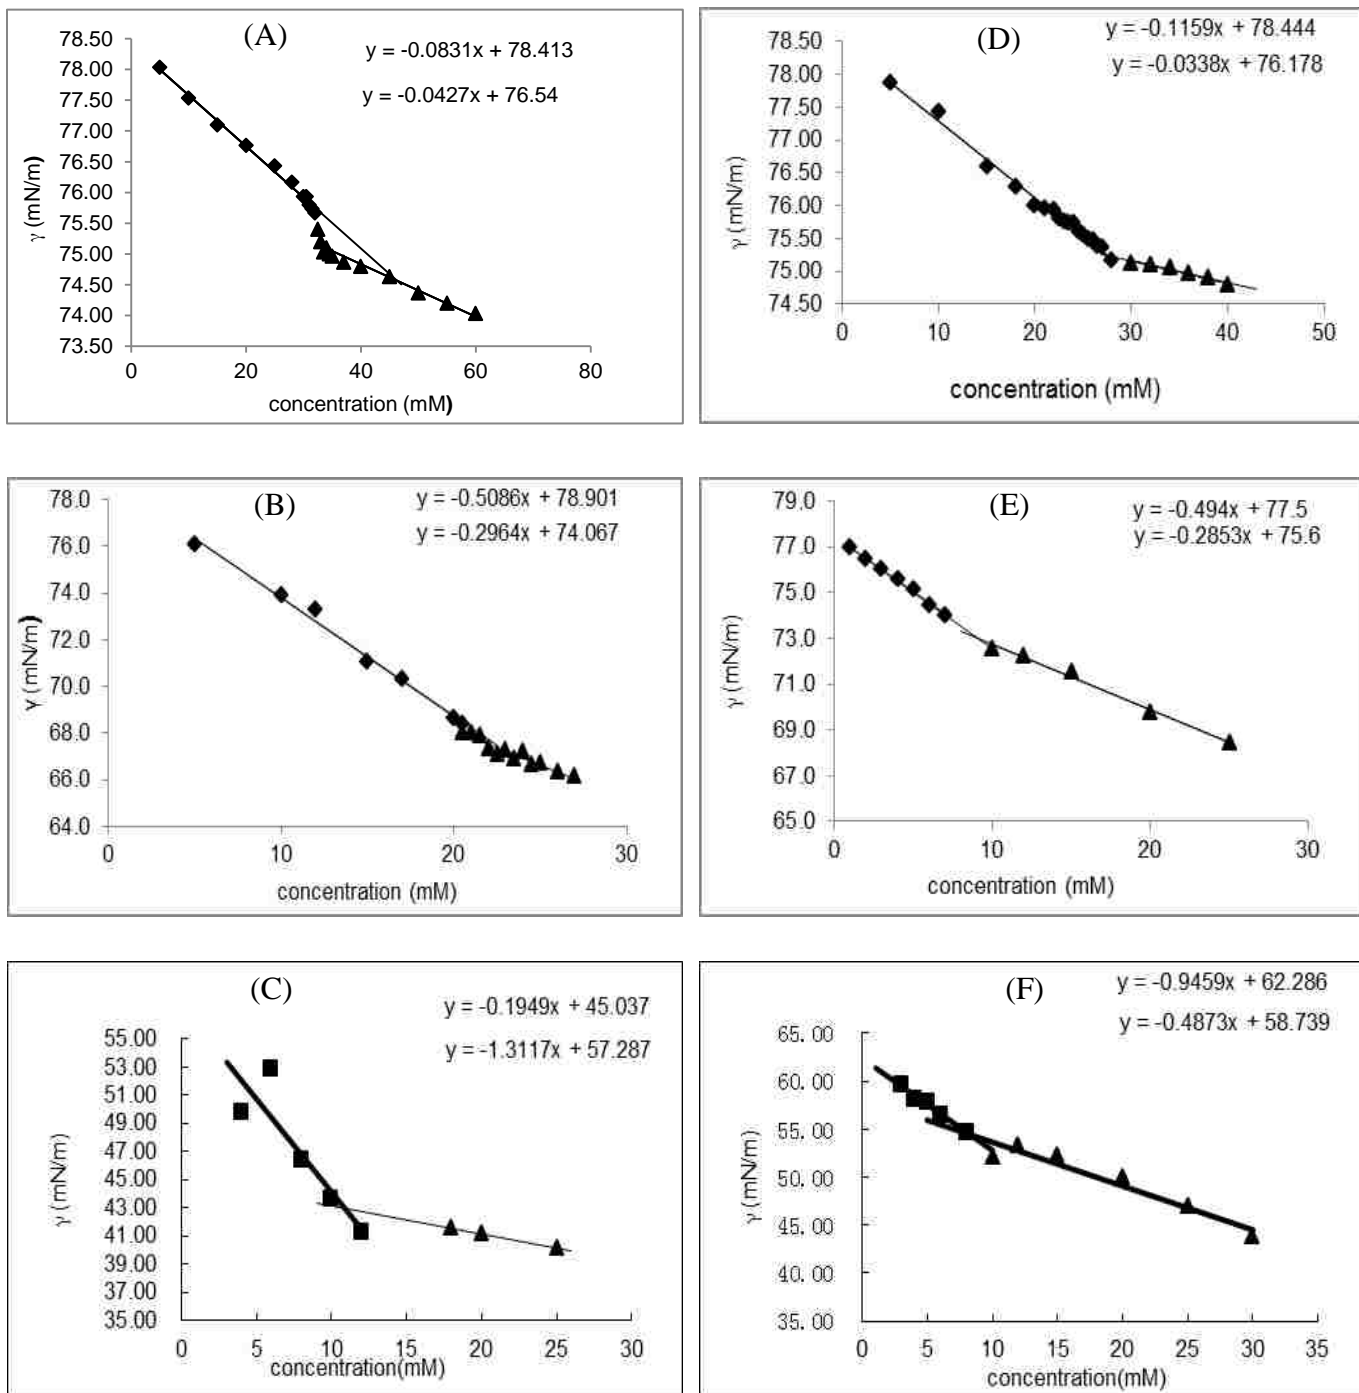 (A)
y = -0.0831x + 78.413
y = -0.0427x + 76.54
78.50
78.00
77.50
77.00
76.50
76.00
75.50
75.00
74.50
74.00
73.50
γ (mN/m)
0 20 40 60 80
concentration (mM)
(D)
y = -0.1159x + 78.444
y = -0.0338x + 76.178
78.50
78.00
77.50
77.00
76.50
76.00
75.50
75.00
74.50
γ (mN/m)
0 10 20 30 40 50
concentration (mM)
(B)
y = -0.5086x + 78.901
y = -0.2964x + 74.067
78.0
76.0
74.0
72.0
70.0
68.0
66.0
64.0
γ (mN/m)
0 10 20 30
concentration (mM)
(E)
y = -0.494x + 77.5
y = -0.2853x + 75.6
79.0
77.0
75.0
73.0
71.0
69.0
67.0
65.0
γ (mN/m)
0 10 20 30
concentration (mM)
(C)
y = -0.1949x + 45.037
y = -1.3117x + 57.287
55.00
53.00
51.00
49.00
47.00
45.00
43.00
41.00
39.00
37.00
35.00
γ (mN/m)
0 5 10 15 20 25 30
concentration(mM)
(F)
y = -0.9459x + 62.286
y = -0.4873x + 58.739
65.00
60.00
55.00
50.00
45.00
40.00
35.00
γ (mN/m)
0 5 10 15 20 25 30 35
concentration(mM)